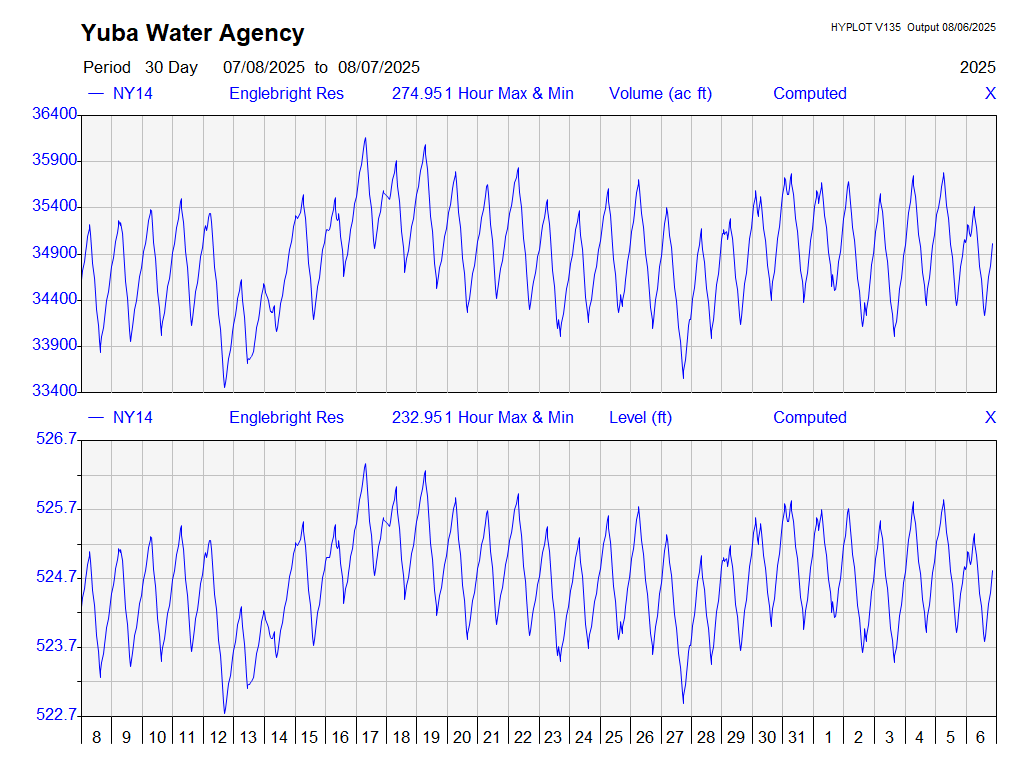 Yuba Water Agency
HYPLOT V135 Output 08/06/2025
Period 30 Day 07/08/2025 to 08/07/2025 2025
NY14 Englebright Res 274.951 Hour Max & Min Volume (ac ft) Computed X
36400
35900
35400
34900
34400
33900
33400
NY14 Englebright Res 232.951 Hour Max & Min Level (ft) Computed X
526.7
525.7
524.7
523.7
522.7
8 9 10 11 12 13 14 15 16 17 18 19 20 21 22 23 24 25 26 27 28 29 30 31 1 2 3 4 5 6